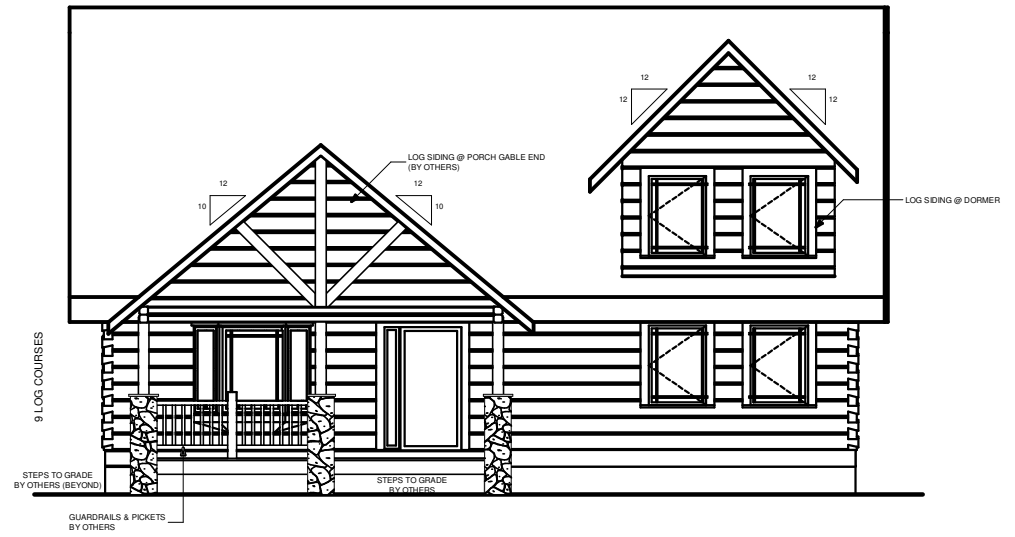 12
12
12
12
LOG SIDING @ PORCH GABLE END
(BY OTHERS)
12
12
10
10
LOG SIDING @ DORMER
9 LOG COURSES
STEPS TO GRADE
BY OTHERS (BEYOND)
STEPS TO GRADE
BY OTHERS
GUARDRAILS & PICKETS
BY OTHERS